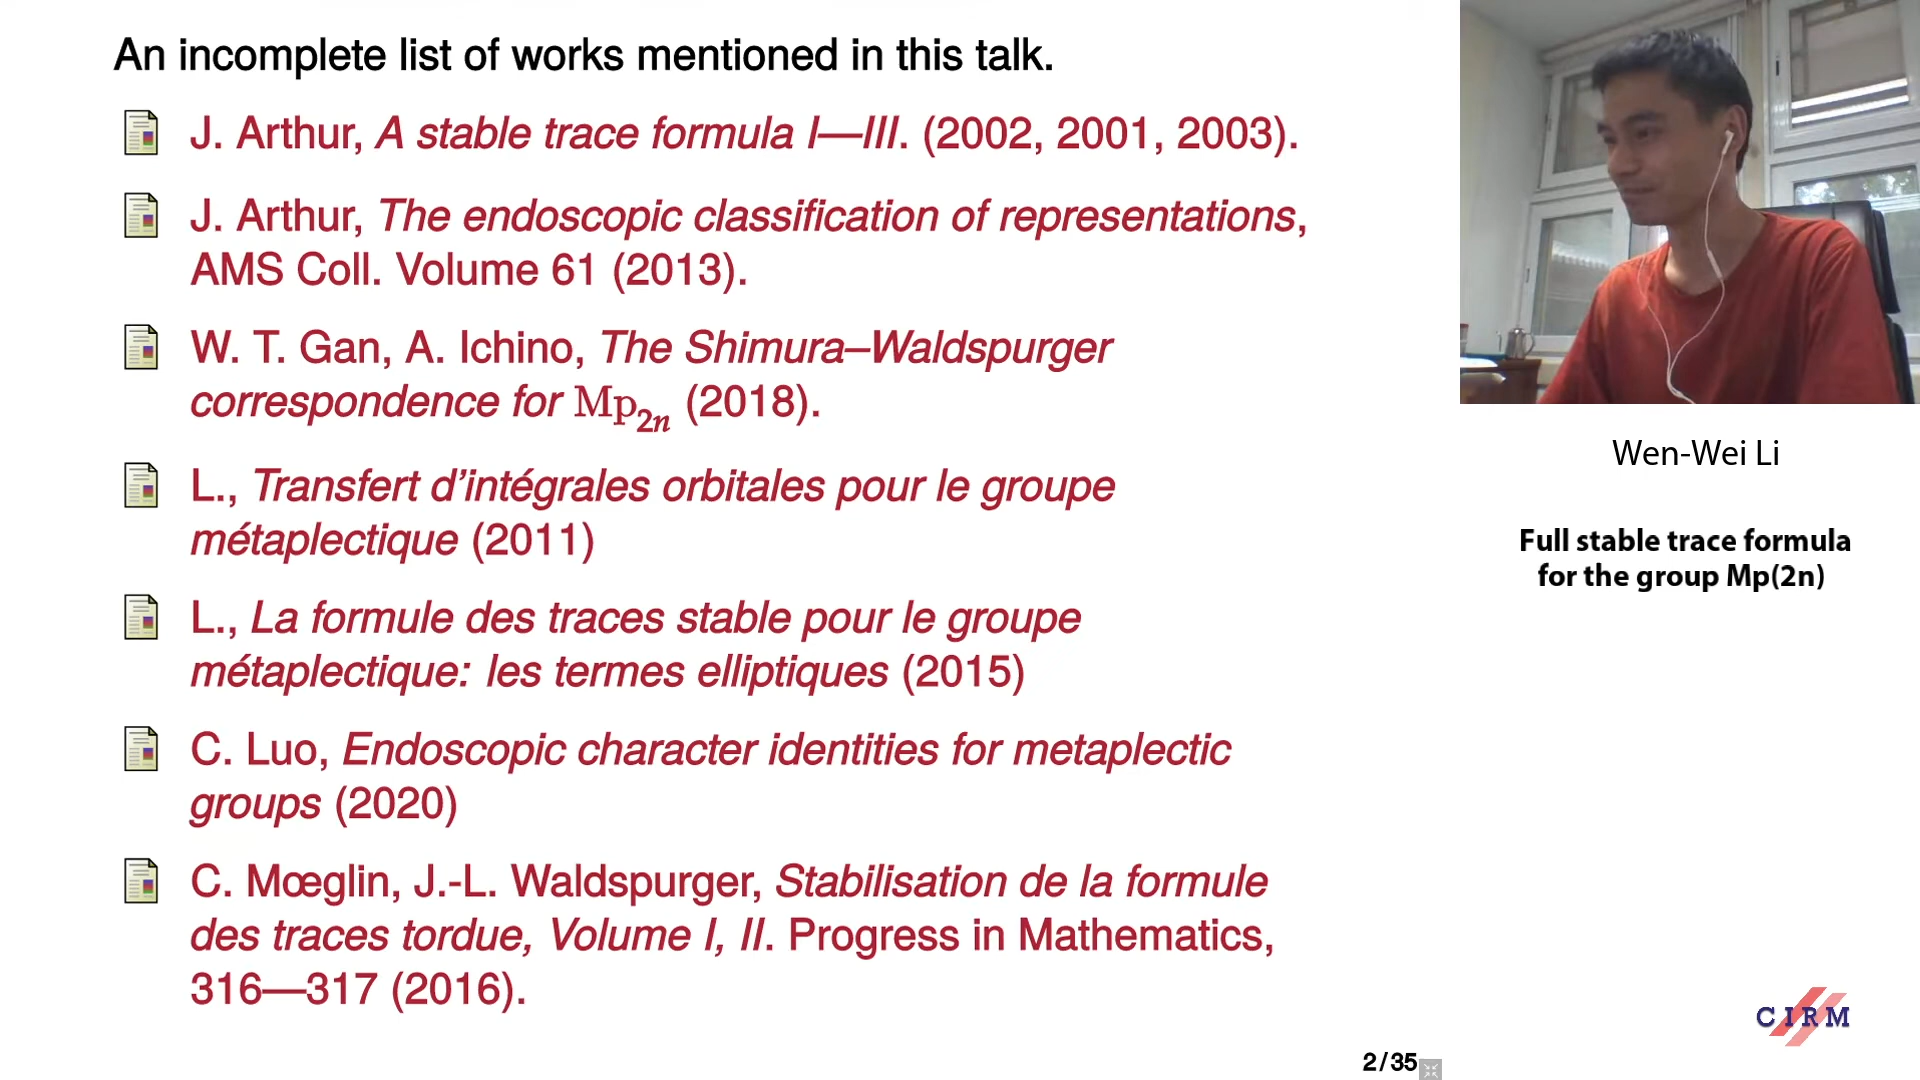 An incomplete list of works mentioned in this talk.
J. Arthur, A stable trace formula I—III. (2002, 2001, 2003).
J. Arthur, The endoscopic classification of representations,
AMS Coll. Volume 61 (2013).
W. T. Gan, A. Ichino, The Shimura–Waldspurger
correspondence for Mp2n (2018).
L., Transfert d’intégrales orbitales pour le groupe
métaplectique (2011)
L., La formule des traces stable pour le groupe
métaplectique: les termes elliptiques (2015)
C. Luo, Endoscopic character identities for metaplectic
groups (2020)
C. Mœglin, J.-L. Waldspurger, Stabilisation de la formule
des traces tordue, Volume I, II. Progress in Mathematics,
316—317 (2016).
2/35
Wen-Wei Li
Full stable trace formula
for the group Mp(2n)
CIRM